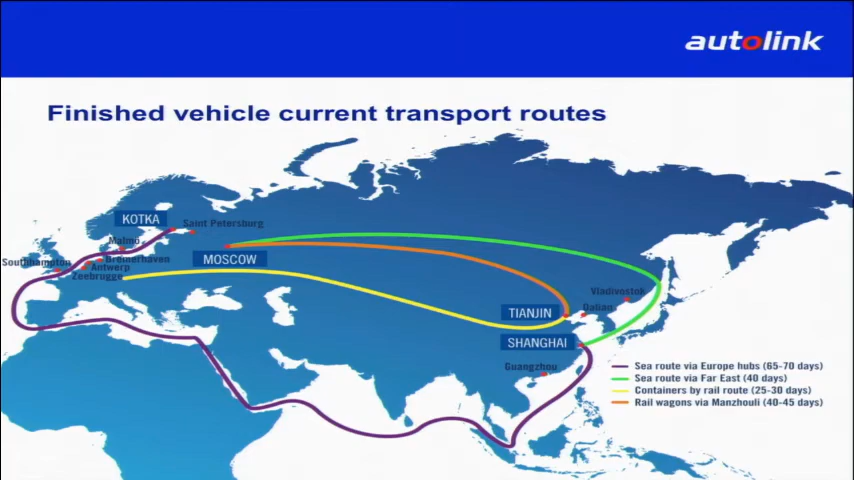 autolink
Finished vehicle current transport routes
KOTKA
Saint Petersburg
Malmo
Southhampton
Bremerhaven
Antwerp
Zeebrugge
MOSCOW
Vladivostok
TIANJIN
Dalian
SHANGHAI
Guangzhou
Sea route via Europe hubs (65-70 days)
Sea route via Far East (40 days)
Containers by rail route (25-30 days)
Rail wagons via Manzhouli (40-45 days)